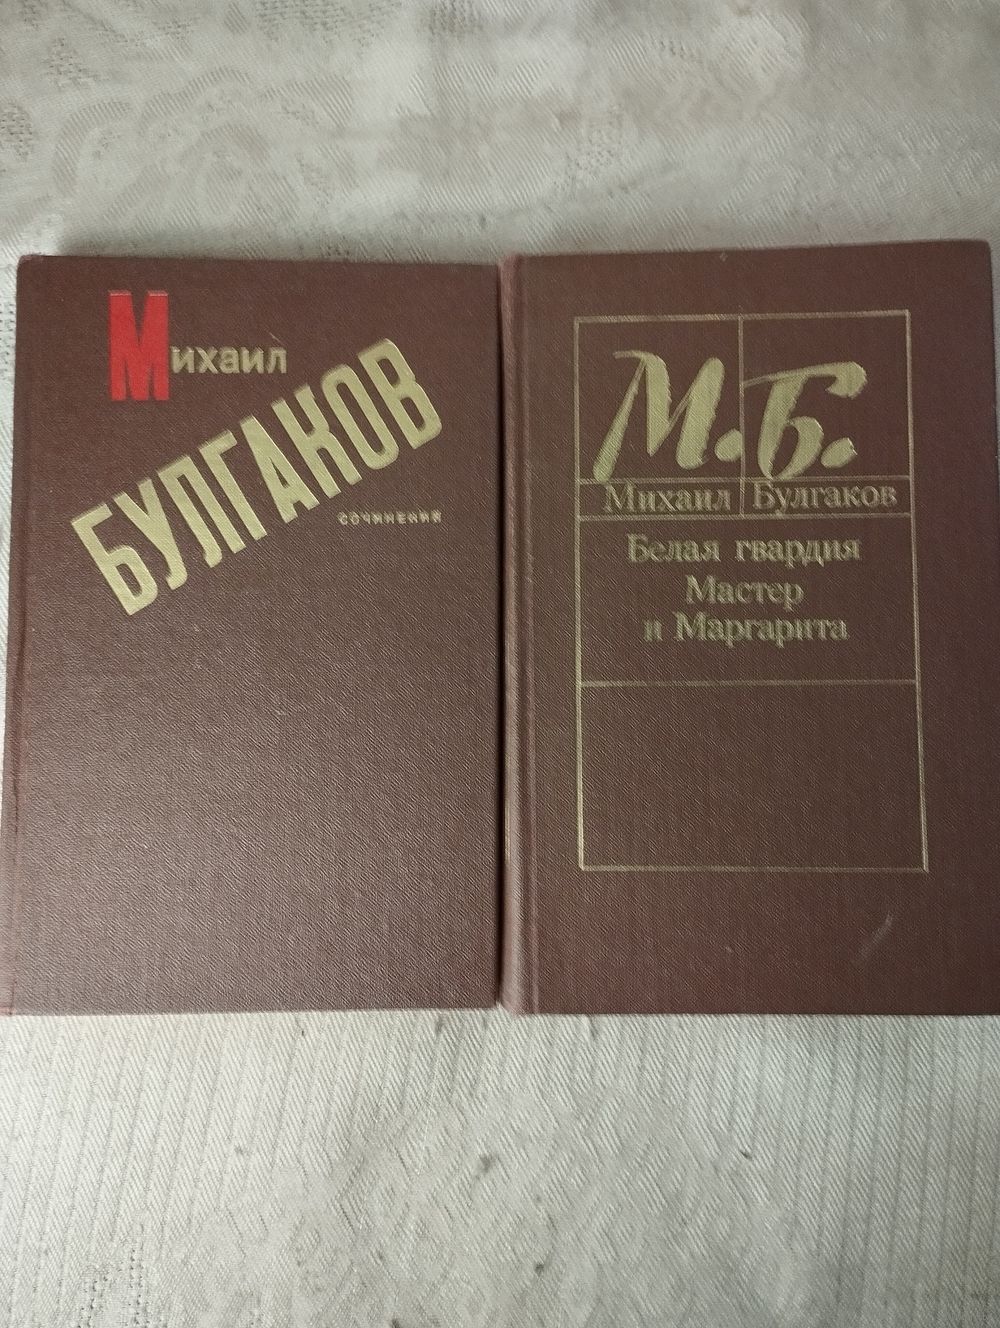 Михаил
БУЛГАКОВ
сочинения
М.Б.
Михаил Булгаков
Белая гвардия
Мастер
и Маргарита